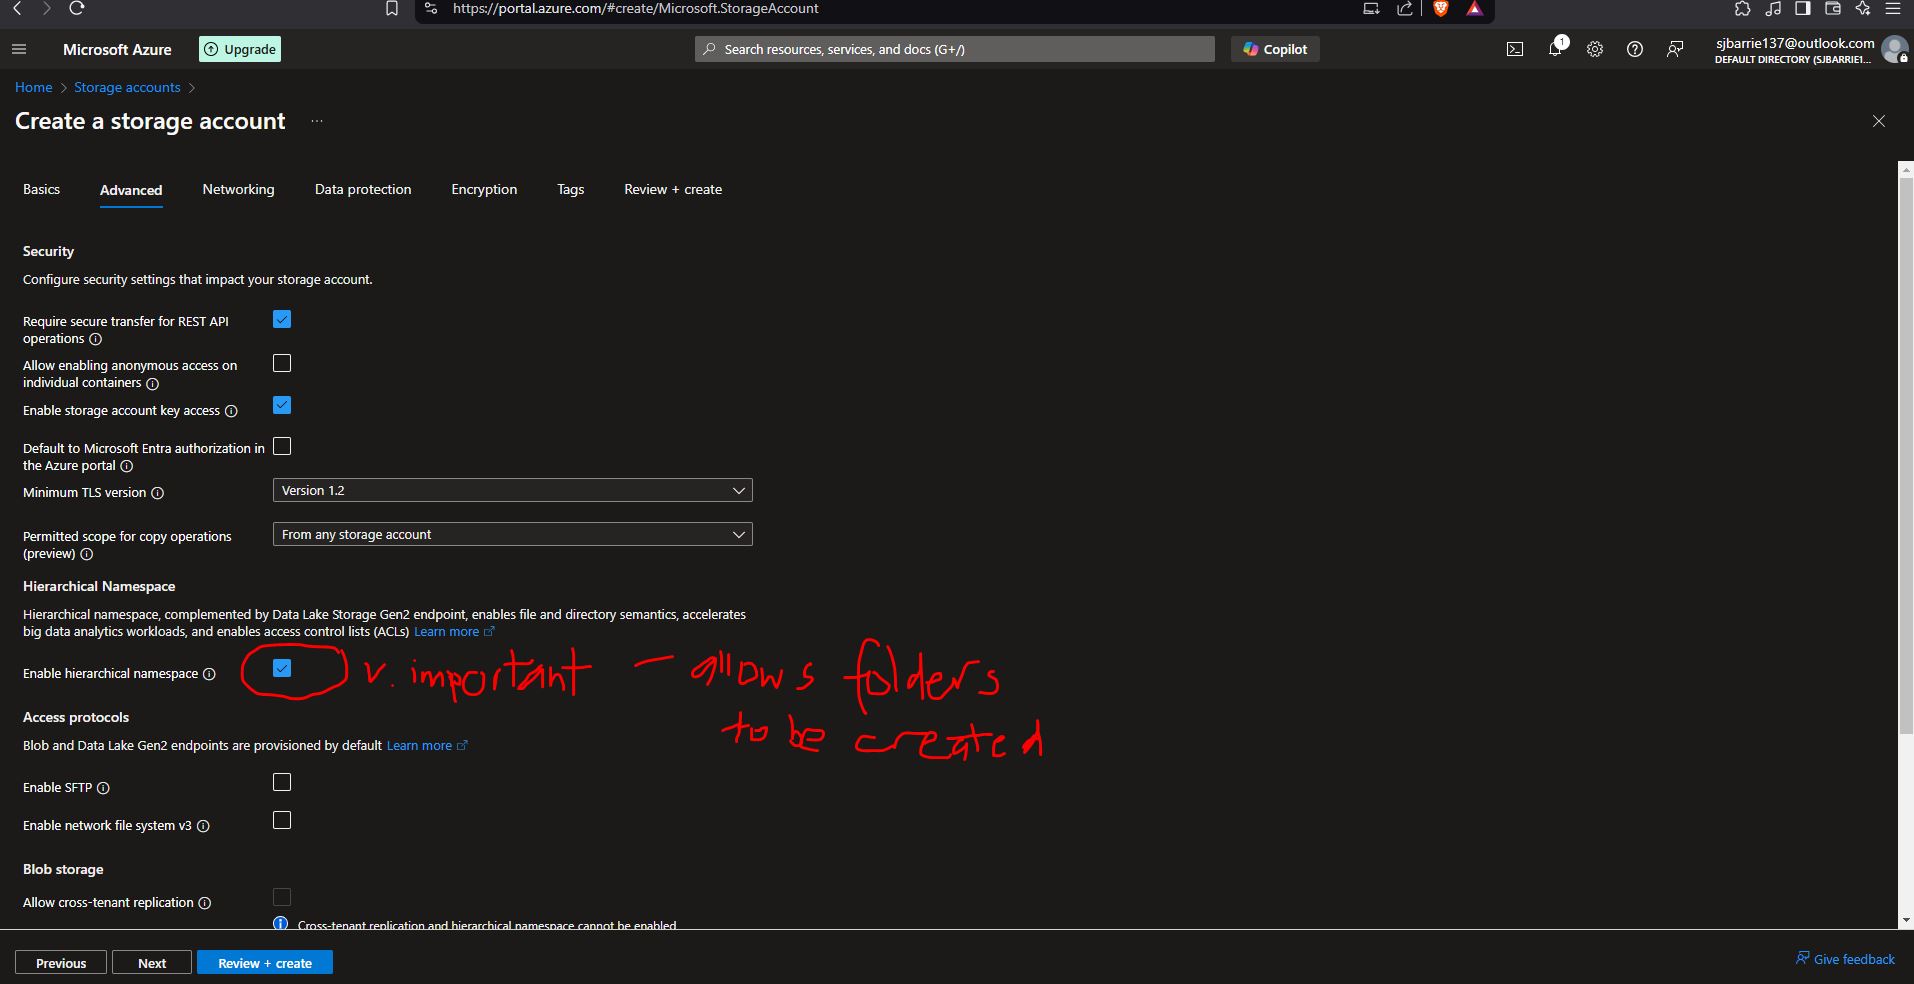 https://portal.azure.com/#create/Microsoft.StorageAccount
Microsoft Azure
Upgrade
Search resources, services, and docs (G+/)
Copilot
1
sjbarrie137@outlook.com
DEFAULT DIRECTORY (SJBARRIE1...
Home > Storage accounts >
Create a storage account ...
Basics
Advanced
Networking
Data protection
Encryption
Tags
Review + create
Security
Configure security settings that impact your storage account.
Require secure transfer for REST API
operations
Allow enabling anonymous access on
individual containers
Enable storage account key access
Default to Microsoft Entra authorization in
the Azure portal
Minimum TLS version
Version 1.2
Permitted scope for copy operations
(preview)
From any storage account
Hierarchical Namespace
Hierarchical namespace, complemented by Data Lake Storage Gen2 endpoint, enables file and directory semantics, accelerates
big data analytics workloads, and enables access control lists (ACLs) Learn more
Enable hierarchical namespace
v. important - allows folders
to be created
Access protocols
Blob and Data Lake Gen2 endpoints are provisioned by default Learn more
Enable SFTP
Enable network file system v3
Blob storage
Allow cross-tenant replication
Cross-tenant replication and hierarchical namespace cannot be enabled
Previous
Next
Review + create
Give feedback